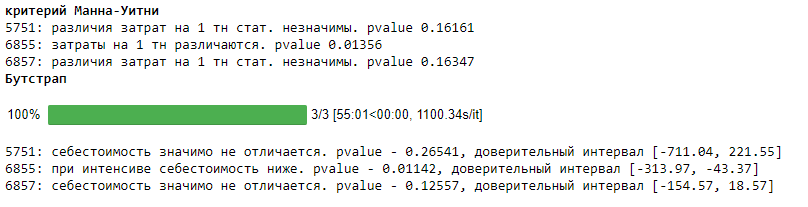 критерий Манна-Уитни
5751: различия затрат на 1 тн стат. незначимы. pvalue 0.16161
6855: затраты на 1 тн различаются. pvalue 0.01356
6857: различия затрат на 1 тн стат. незначимы. pvalue 0.16347
Бутстрап
100% 3/3 [55:01<00:00, 1100.34s/it]
5751: себестоимость значимо не отличается. pvalue - 0.26541, доверительный интервал [-711.04, 221.55]
6855: при интенсиве себестоимость ниже. pvalue - 0.01142, доверительный интервал [-313.97, -43.37]
6857: себестоимость значимо не отличается. pvalue - 0.12557, доверительный интервал [-154.57, 18.57]